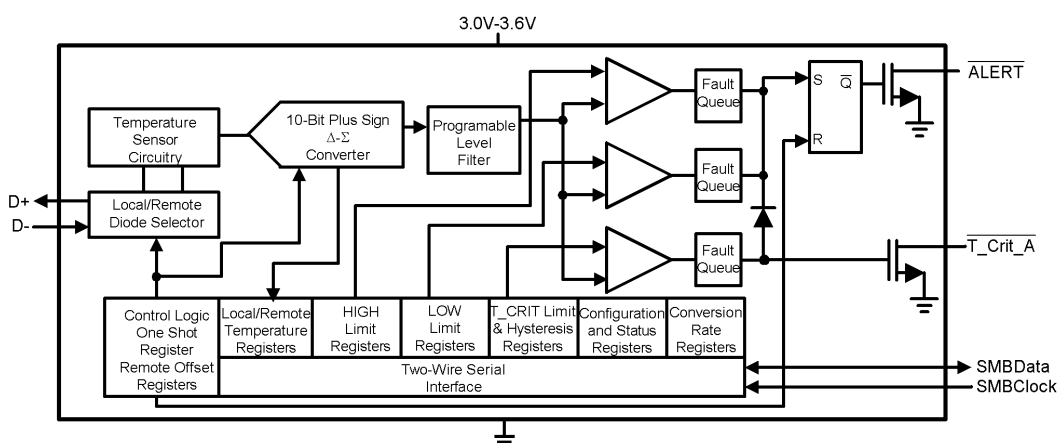 3.0V-3.6V
Temperature
Sensor
Circuitry
10-Bit Plus Sign
Δ-Σ
Converter
Programable
Level
Filter
Fault
Queue
S
Q
R
ALERT
D+
D-
Local/Remote
Diode Selector
Fault
Queue
Fault
Queue
T_Crit_A
Control Logic
One Shot
Register
Remote Offset
Registers
Local/Remote
Temperature
Registers
HIGH
Limit
Registers
LOW
Limit
Registers
T_CRIT Limit
& Hysteresis
Registers
Configuration
and Status
Registers
Conversion
Rate
Registers
Two-Wire Serial
Interface
SMBData
SMBClock